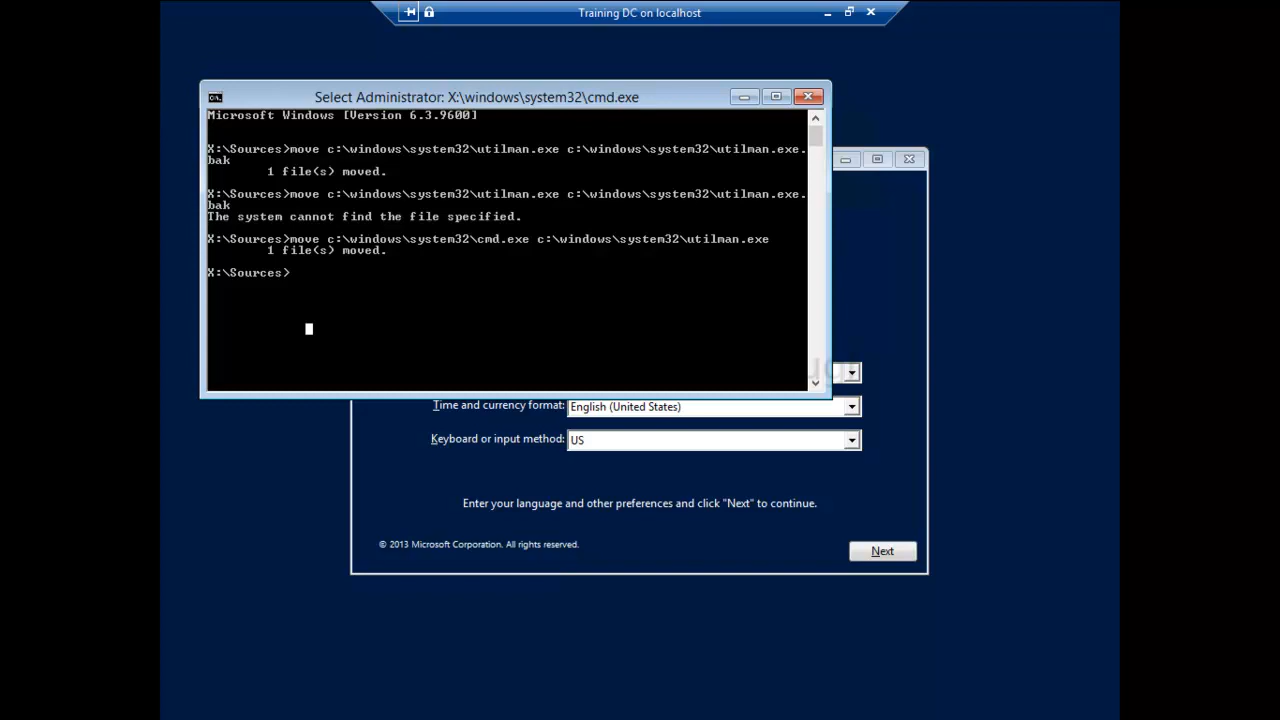 Training DC on localhost
Select Administrator: X:\windows\system32\cmd.exe
Microsoft Windows [Version 6.3.9600]
X:\Sources>move c:\windows\system32\utilman.exe c:\windows\system32\utilman.exe.
bak
1 file(s) moved.
X:\Sources>move c:\windows\system32\utilman.exe c:\windows\system32\utilman.exe.
bak
The system cannot find the file specified.
X:\Sources>move c:\windows\system32\cmd.exe c:\windows\system32\utilman.exe
1 file(s) moved.
X:\Sources>
Time and currency format: English (United States)
Keyboard or input method: US
Enter your language and other preferences and click "Next" to continue.
© 2013 Microsoft Corporation. All rights reserved.
Next